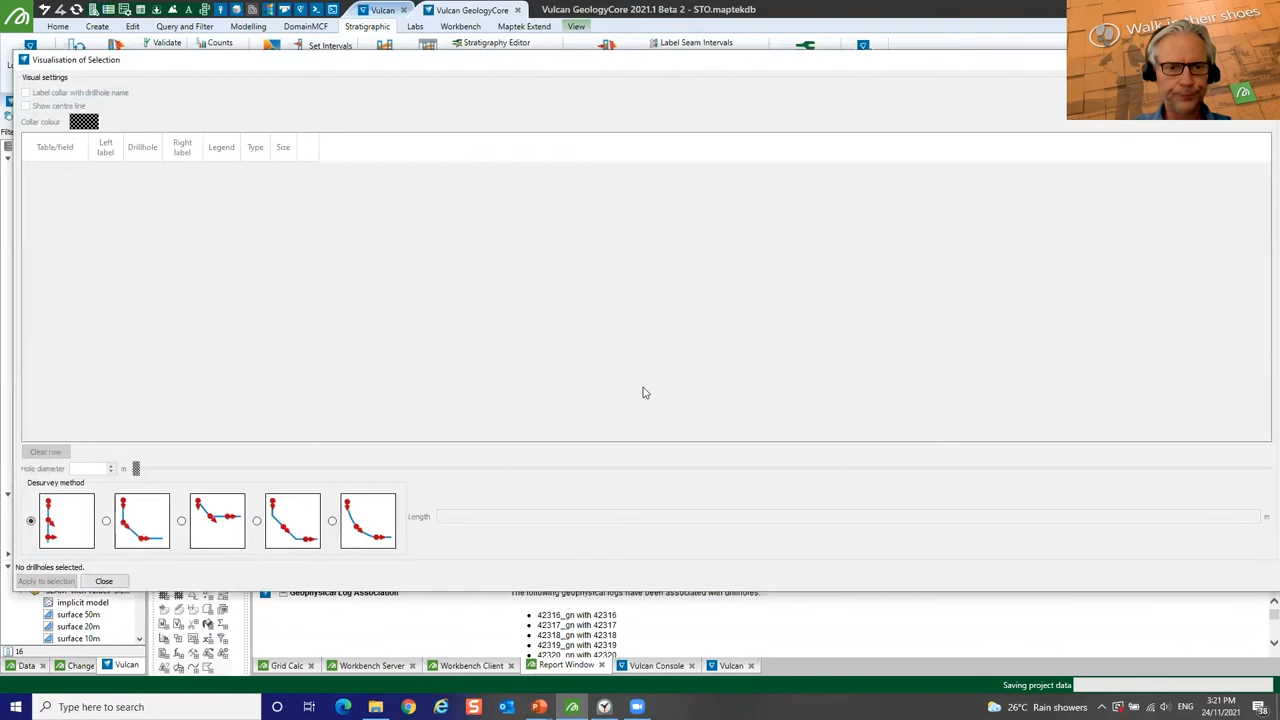 Vulcan
Vulcan GeologyCore
Vulcan GeologyCore 2021.1 Beta 2 - STO.maptekdb
Home Create Edit Query and Filter Modelling DomainMCF Stratigraphic Labs Workbench Maptek Extend View
Validate Counts Set Intervals Stratigraphy Editor Label Seam Intervals
Walk in their shoes
Visualisation of Selection
Visual settings
Label collar with drillhole name
Show centre line
Collar colour
Table/field Left label Drillhole Right label Legend Type Size
Clear row
Hole diameter m
Desurvey method
Length m
No drillholes selected.
Apply to selection Close
Geophysical Log Association
The following geophysical logs have been associated with drillholes:
implicit model
surface 50m
surface 20m
surface 10m
42316_gn with 42316
42317_gn with 42317
42318_gn with 42318
42319_gn with 42319
42320_gn with 42320
16
Data Change Vulcan Grid Calc Workbench Server Workbench Client Report Window Vulcan Console Vulcan
Saving project data
Type here to search
26°C Rain showers
ENG
3:21 PM
24/11/2021
38